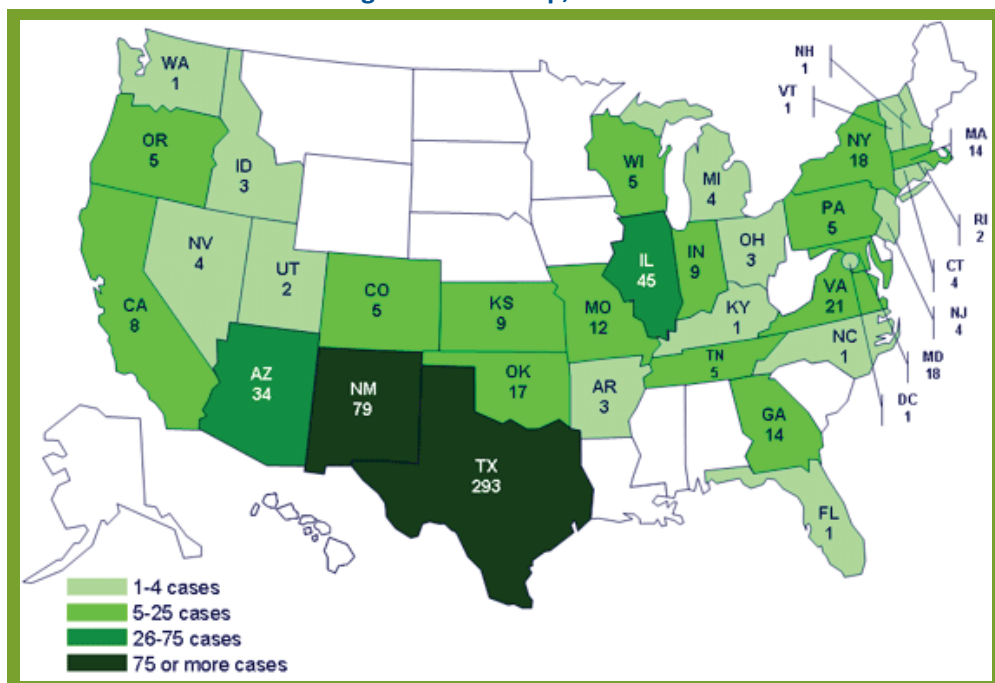 WA
1
OR
5
ID
3
NV
4
UT
2
CA
8
AZ
34
CO
5
NM
79
KS
9
OK
17
TX
293
MO
12
AR
3
WI
5
IL
45
MI
4
IN
9
OH
3
KY
1
TN
5
GA
14
FL
1
NC
1
VA
21
PA
5
NY
18
NH
1
VT
1
MA
14
RI
2
CT
4
NJ
4
MD
18
DC
1
1-4 cases
5-25 cases
26-75 cases
75 or more cases